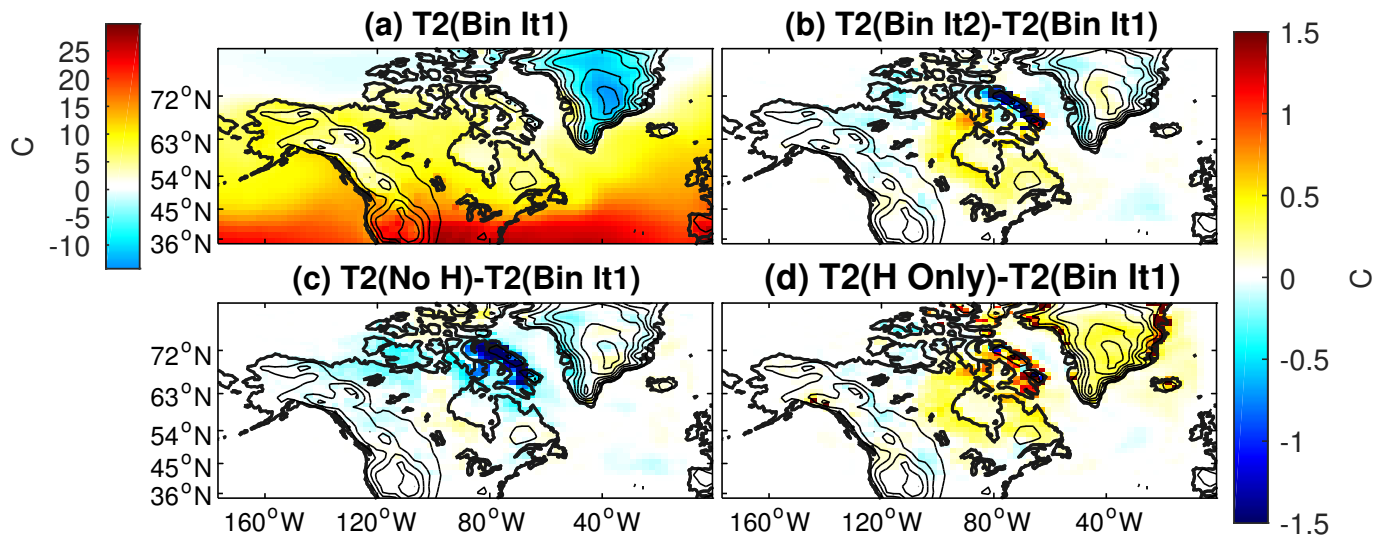 (a) T2(Bin It1)
(b) T2(Bin It2)-T2(Bin It1)
25
20
15
10
5
0
-5
-10
C
72°N
63°N
54°N
45°N
36°N
1.5
1
0.5
0
-0.5
-1
-1.5
C
(c) T2(No H)-T2(Bin It1)
(d) T2(H Only)-T2(Bin It1)
72°N
63°N
54°N
45°N
36°N
160°W 120°W 80°W 40°W
160°W 120°W 80°W 40°W